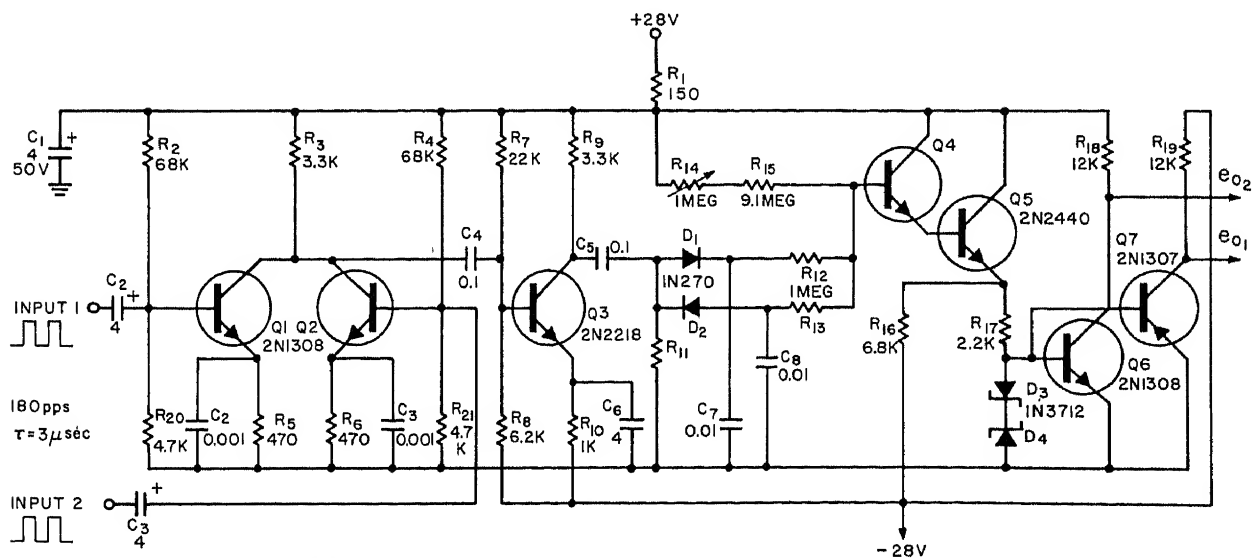 +28V
R1
150
C1
4
50V
+
R2
68K
R3
3.3K
R4
68K
R7
22K
R9
3.3K
R14
1MEG
R15
9.1MEG
Q4
R18
12K
R19
12K
eo2
Q5
2N2440
Q7
2N1307
eo1
C4
0.1
C5
0.1
D1
1N270
D2
R12
1MEG
R13
C2
+
4
INPUT 1
Q1 Q2
2N1308
Q3
2N2218
R11
C8
0.01
R16
6.8K
R17
2.2K
Q6
2N1308
180pps
τ=3μséc
R20
4.7K
C2
0.001
R5
470
R6
470
C3
0.001
R21
4.7
K
R8
6.2K
R10
1K
C6
4
C7
0.01
D3
1N3712
D4
INPUT 2
+
C3
4
-28V